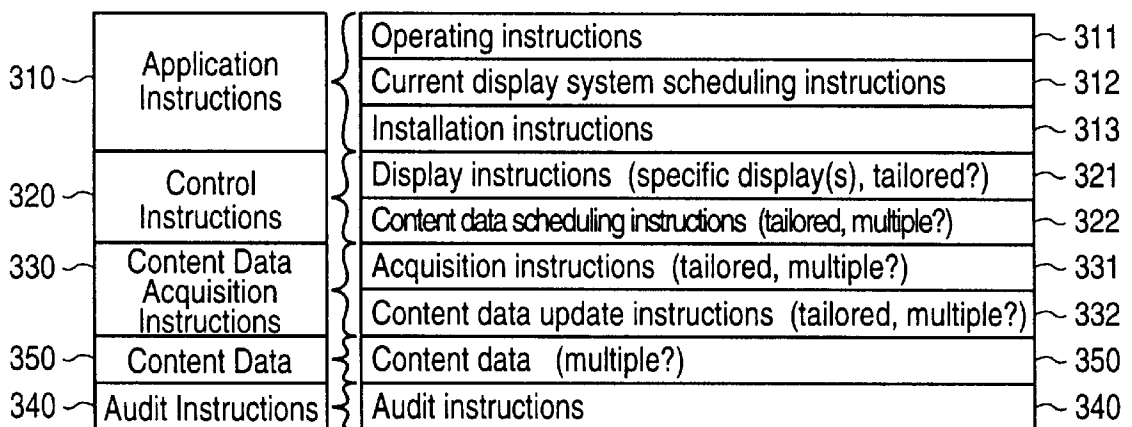 310
Application
Instructions
Operating instructions
311
Current display system scheduling instructions
312
Installation instructions
313
320
Control
Instructions
Display instructions (specific display(s), tailored?)
321
Content data scheduling instructions (tailored, multiple?)
322
330
Content Data
Acquisition
Instructions
Acquisition instructions (tailored, multiple?)
331
Content data update instructions (tailored, multiple?)
332
350
Content Data
Content data (multiple?)
350
340
Audit Instructions
Audit instructions
340